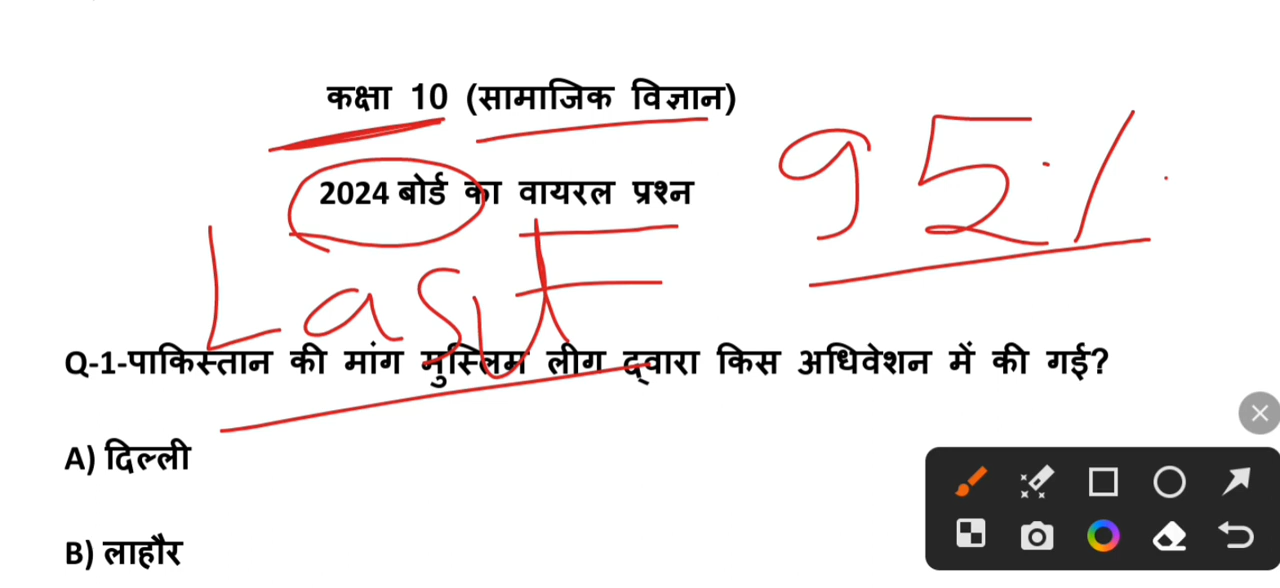 कक्षा 10 (सामाजिक विज्ञान)
95%
2024 बोर्ड का वायरल प्रश्न
Last
Q-1-पाकिस्तान की मांग मुस्लिम लीग द्वारा किस अधिवेशन में की गई?
A) दिल्ली
B) लाहौर